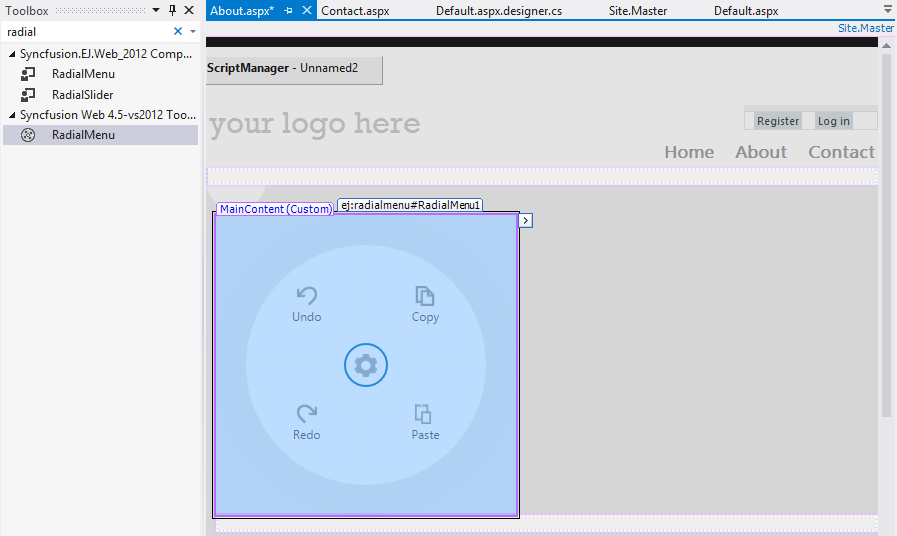 Toolbox
About.aspx*
Contact.aspx
Default.aspx.designer.cs
Site.Master
Default.aspx
radial
Site.Master
Syncfusion.EJ.Web_2012 Comp...
RadialMenu
RadialSlider
Syncfusion Web 4.5-vs2012 Too...
RadialMenu
ScriptManager - Unnamed2
your logo here
Register
Log in
Home
About
Contact
MainContent (Custom)
ej:radialmenu#RadialMenu1
Undo
Copy
Redo
Paste